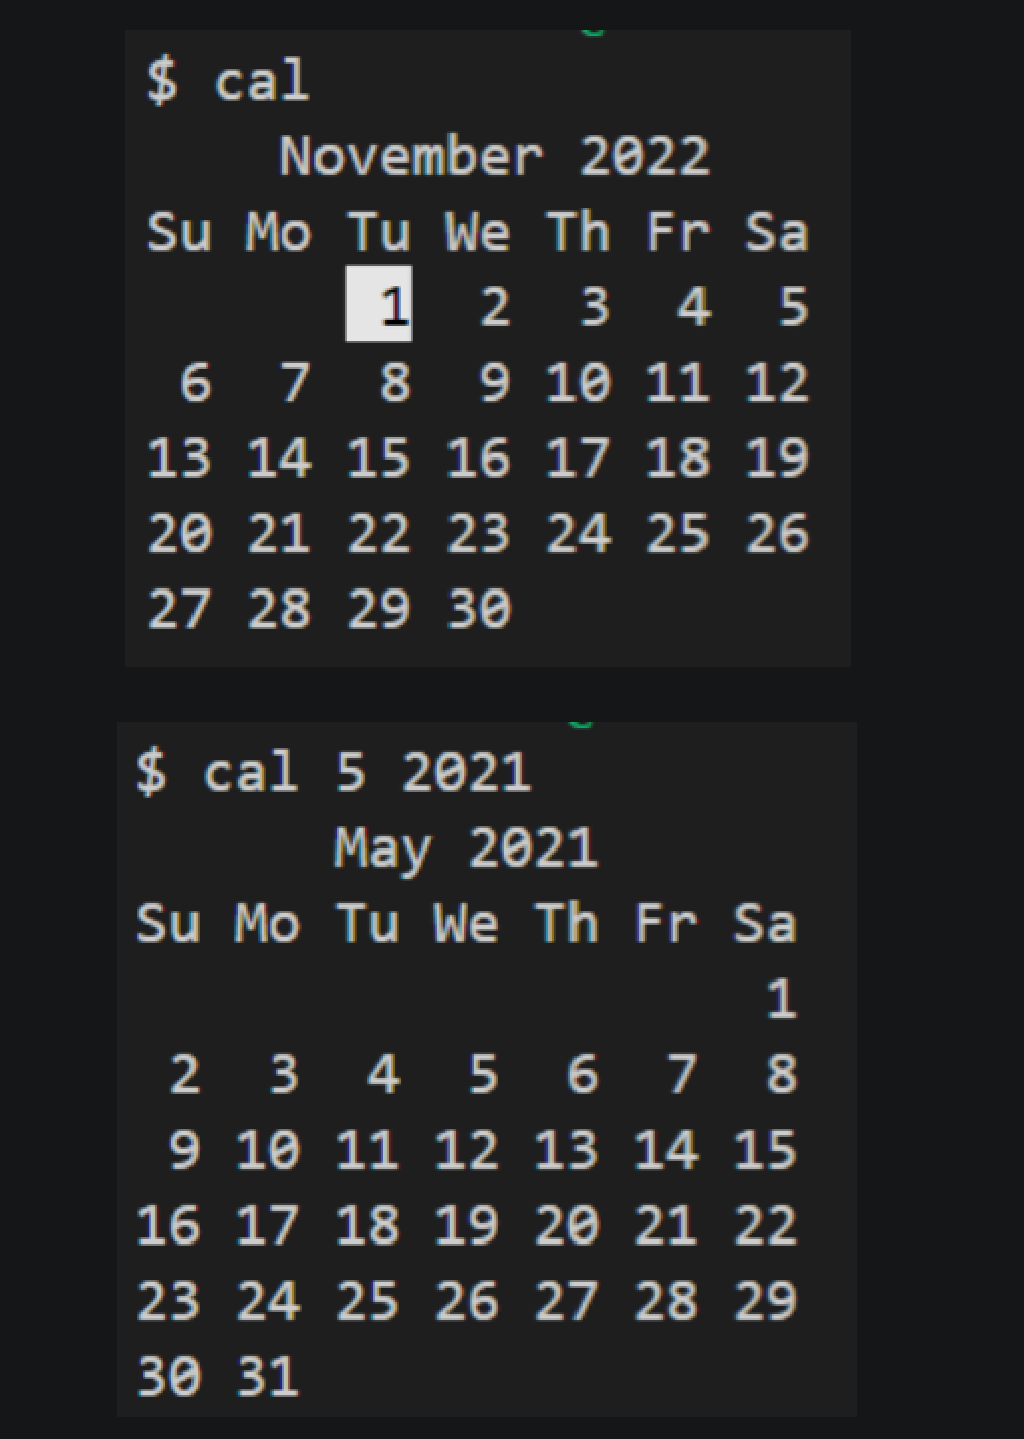 $ cal
    November 2022
Su Mo Tu We Th Fr Sa
       1  2  3  4  5
 6  7  8  9 10 11 12
13 14 15 16 17 18 19
20 21 22 23 24 25 26
27 28 29 30
$ cal 5 2021
      May 2021
Su Mo Tu We Th Fr Sa
                   1
 2  3  4  5  6  7  8
 9 10 11 12 13 14 15
16 17 18 19 20 21 22
23 24 25 26 27 28 29
30 31